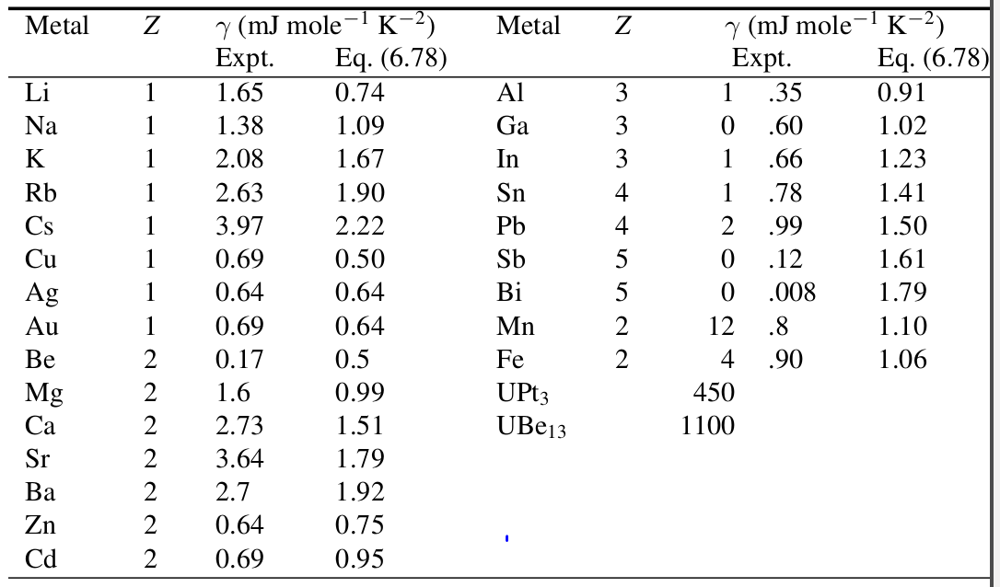 Metal Z γ (mJ mole⁻¹ K⁻²) Metal Z γ (mJ mole⁻¹ K⁻²)
Expt. Eq. (6.78) Expt. Eq. (6.78)
Li 1 1.65 0.74 Al 3 1 .35 0.91
Na 1 1.38 1.09 Ga 3 0 .60 1.02
K 1 2.08 1.67 In 3 1 .66 1.23
Rb 1 2.63 1.90 Sn 4 1 .78 1.41
Cs 1 3.97 2.22 Pb 4 2 .99 1.50
Cu 1 0.69 0.50 Sb 5 0 .12 1.61
Ag 1 0.64 0.64 Bi 5 0 .008 1.79
Au 1 0.69 0.64 Mn 2 12 .8 1.10
Be 2 0.17 0.5 Fe 2 4 .90 1.06
Mg 2 1.6 0.99 UPt₃ 450
Ca 2 2.73 1.51 UBe₁₃ 1100
Sr 2 3.64 1.79
Ba 2 2.7 1.92
Zn 2 0.64 0.75
Cd 2 0.69 0.95